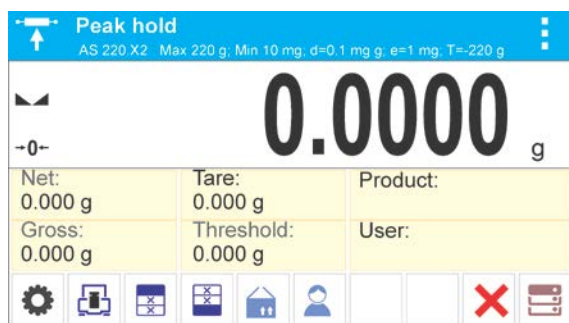 Peak hold
AS 220 X2 Max 220 g; Min 10 mg; d=0.1 mg g; e=1 mg; T=-220 g
→0←
0.0000 g
Net:
0.000 g
Tare:
0.000 g
Product:
Gross:
0.000 g
Threshold:
0.000 g
User: